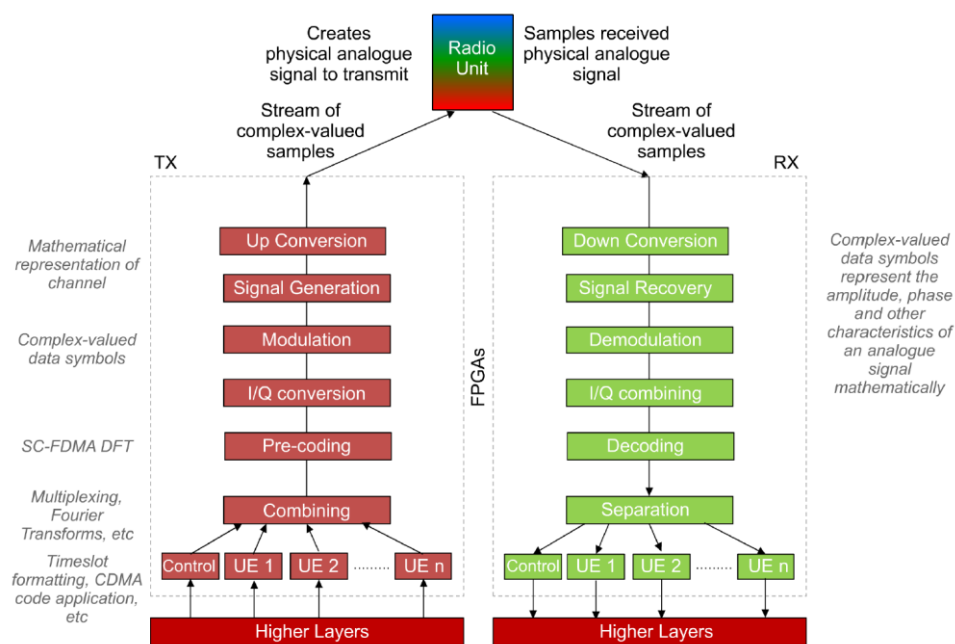 Creates
physical analogue
signal to transmit
Radio
Unit
Samples received
physical analogue
signal
Stream of
complex-valued
samples
Stream of
complex-valued
samples
TX
RX
Mathematical
representation of
channel
Up Conversion
Signal Generation
Complex-valued
data symbols
Modulation
I/Q conversion
SC-FDMA DFT
Pre-coding
Multiplexing,
Fourier
Transforms, etc
Combining
Timeslot
formatting, CDMA
code application,
etc
Control
UE 1
UE 2
........
UE n
Higher Layers
FPGAs
Down Conversion
Signal Recovery
Demodulation
I/Q combining
Decoding
Separation
Control
UE 1
UE 2
........
UE n
Higher Layers
Complex-valued
data symbols
represent the
amplitude, phase
and other
characteristics of
an analogue
signal
mathematically